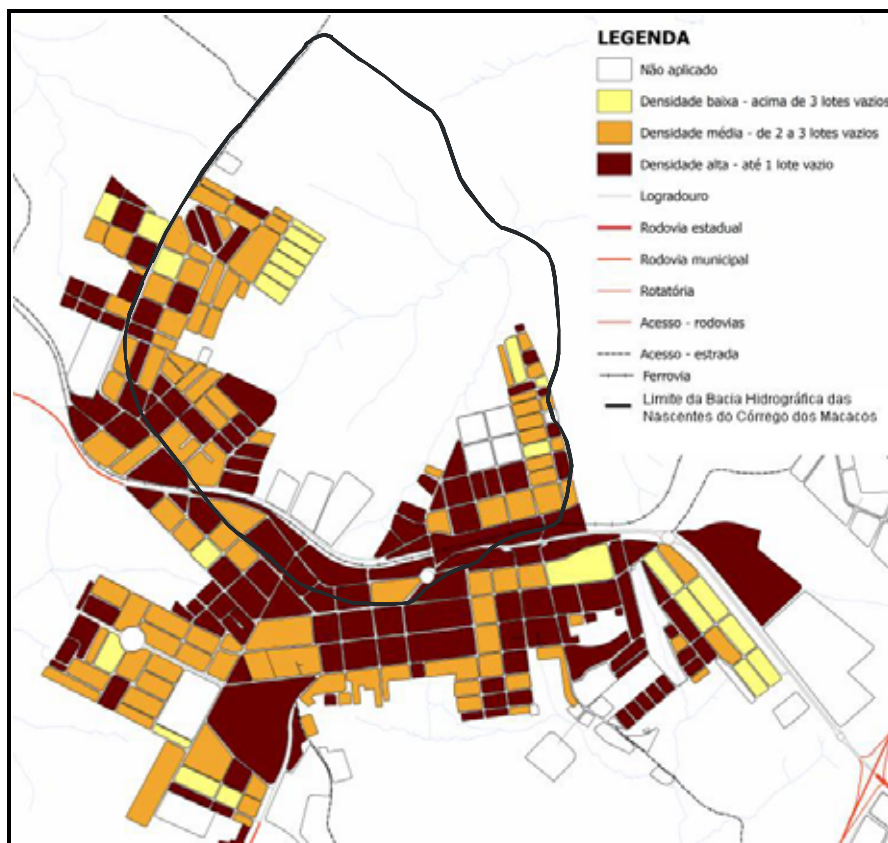 LEGENDA
Não aplicado
Densidade baixa - acima de 3 lotes vazios
Densidade média - de 2 a 3 lotes vazios
Densidade alta - até 1 lote vazio
Logradouro
Rodovia estadual
Rodovia municipal
Rotatória
Acesso - rodovias
Acesso - estrada
Ferrovia
Limite da Bacia Hidrográfica das
Nascentes do Córrego dos Macacos